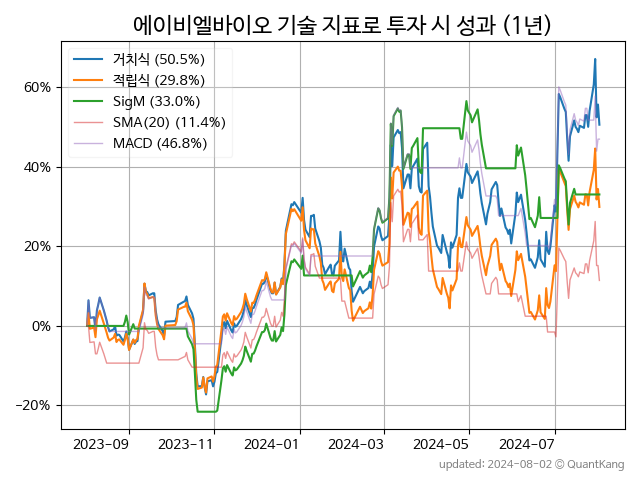 에이비엘바이오 기술 지표로 투자 시 성과 (1년)
거치식 (50.5%)
적립식 (29.8%)
SigM (33.0%)
SMA(20) (11.4%)
MACD (46.8%)
60%
40%
20%
0%
−20%
2023-09 2023-11 2024-01 2024-03 2024-05 2024-07
updated: 2024-08-02 © QuantKang